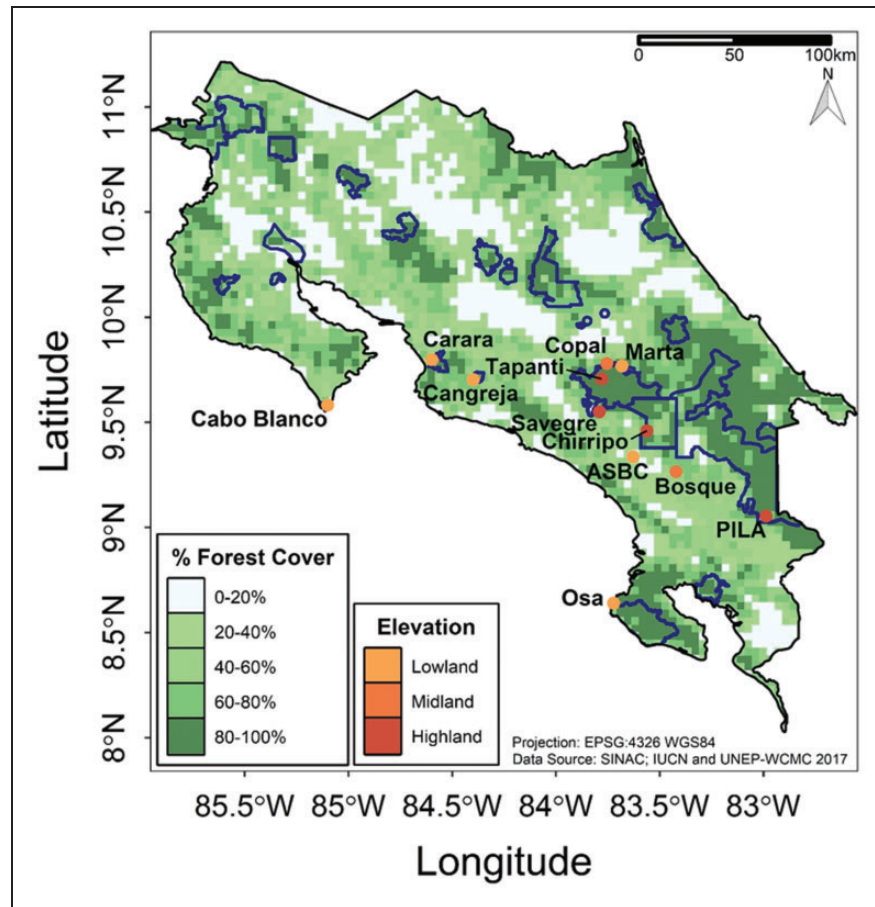 0 50 100km
N
11°N
10.5°N
10°N
9.5°N
9°N
8.5°N
8°N
Latitude
Carara
Copal
Marta
Tapanti
Cangreja
Cabo Blanco
Savegre
Chirripo
ASBC
Bosque
PILA
Osa
% Forest Cover
0-20%
20-40%
40-60%
60-80%
80-100%
Elevation
Lowland
Midland
Highland
Projection: EPSG:4326 WGS84
Data Source: SINAC; IUCN and UNEP-WCMC 2017
85.5°W 85°W 84.5°W 84°W 83.5°W 83°W
Longitude